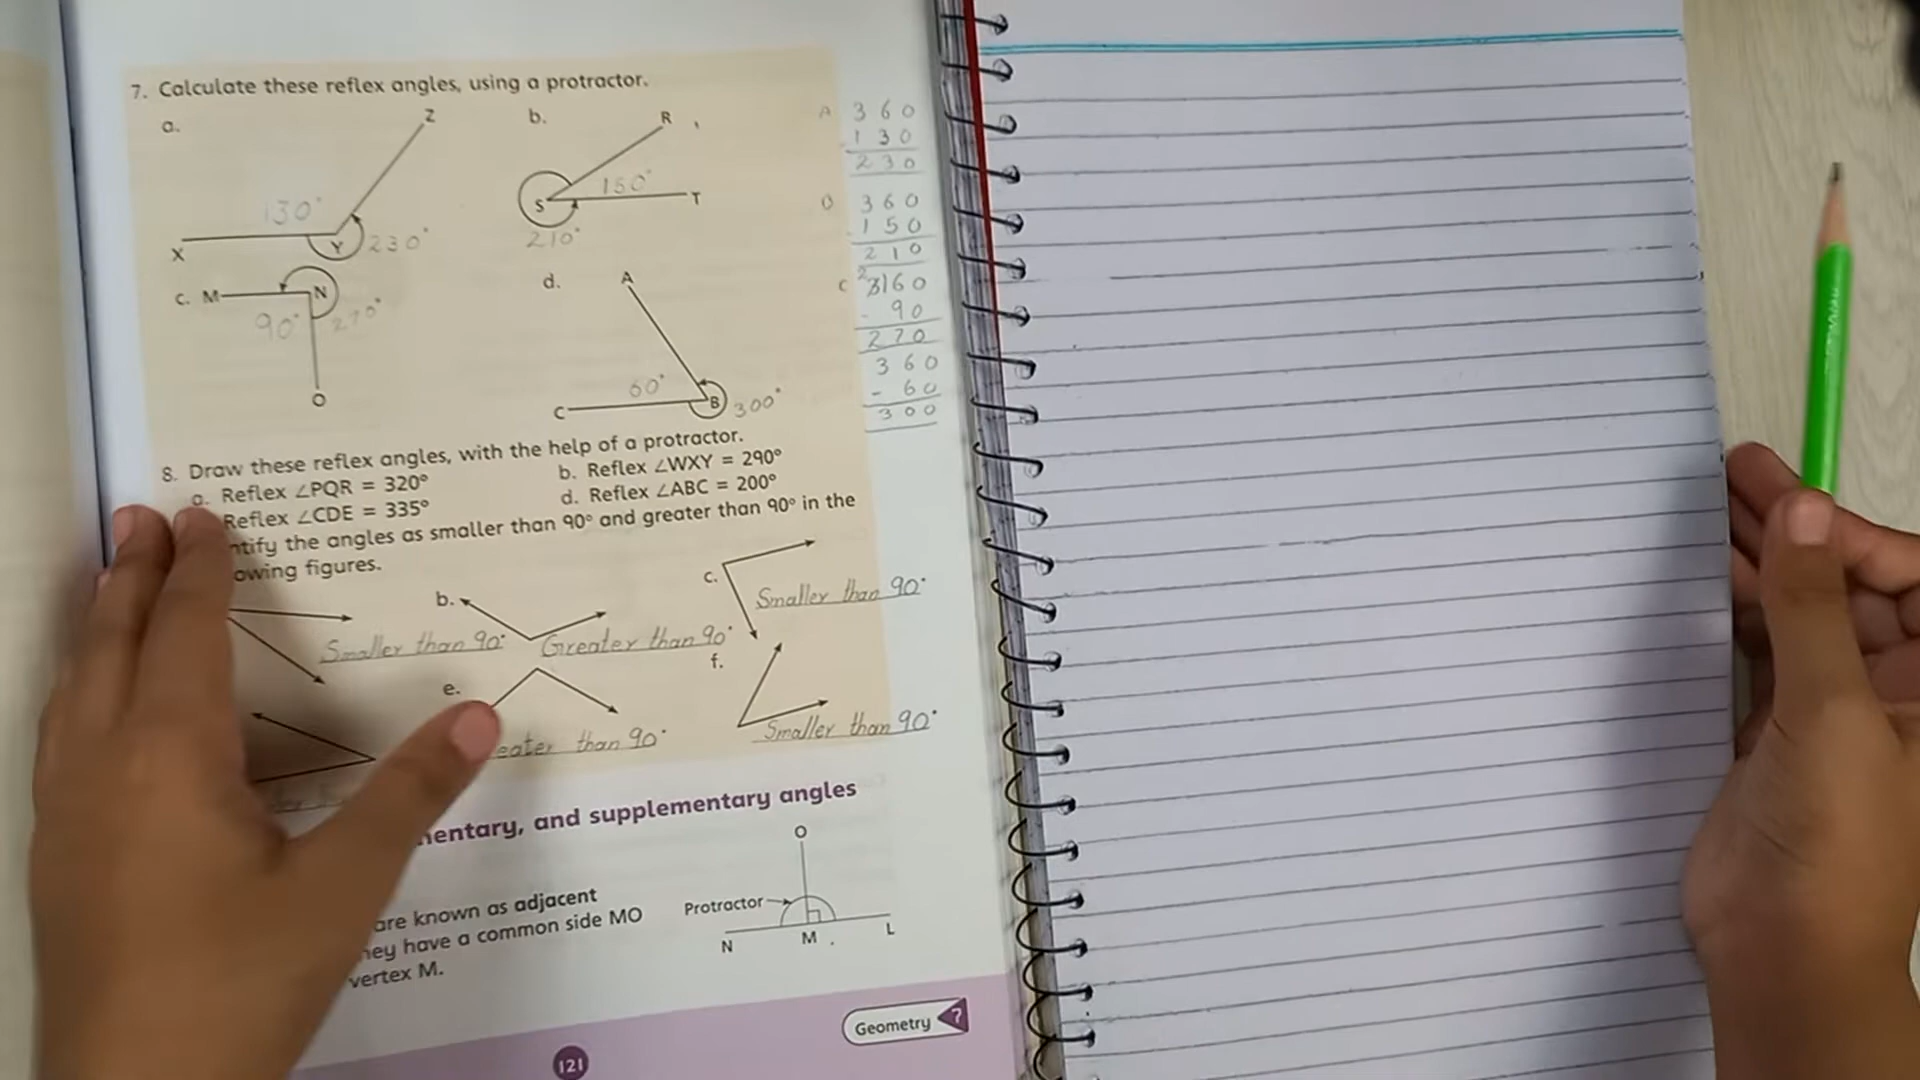 7. Calculate these reflex angles, using a protractor.
a.
Z
130°
X
Y
230°
b.
R
S
150°
T
210°
c. M
N
90°
270°
O
d.
A
60°
C
B
300°
A 360
130
230
360
150
210
C 2 3160
- 90
270
360
- 60
300
8. Draw these reflex angles, with the help of a protractor.
a. Reflex ∠PQR = 320°
b. Reflex ∠WXY = 290°
Reflex ∠CDE = 335°
d. Reflex ∠ABC = 200°
the angles as smaller than 90° and greater than 90° in the
figures.
Smaller than 90°
b.
Greater than 90°
c.
Smaller than 90°
e.
than 90°
f.
Smaller than 90°
and supplementary angles
are known as adjacent
have a common side MO
vertex M.
O
Protractor
N
M
L
Geometry 7
121